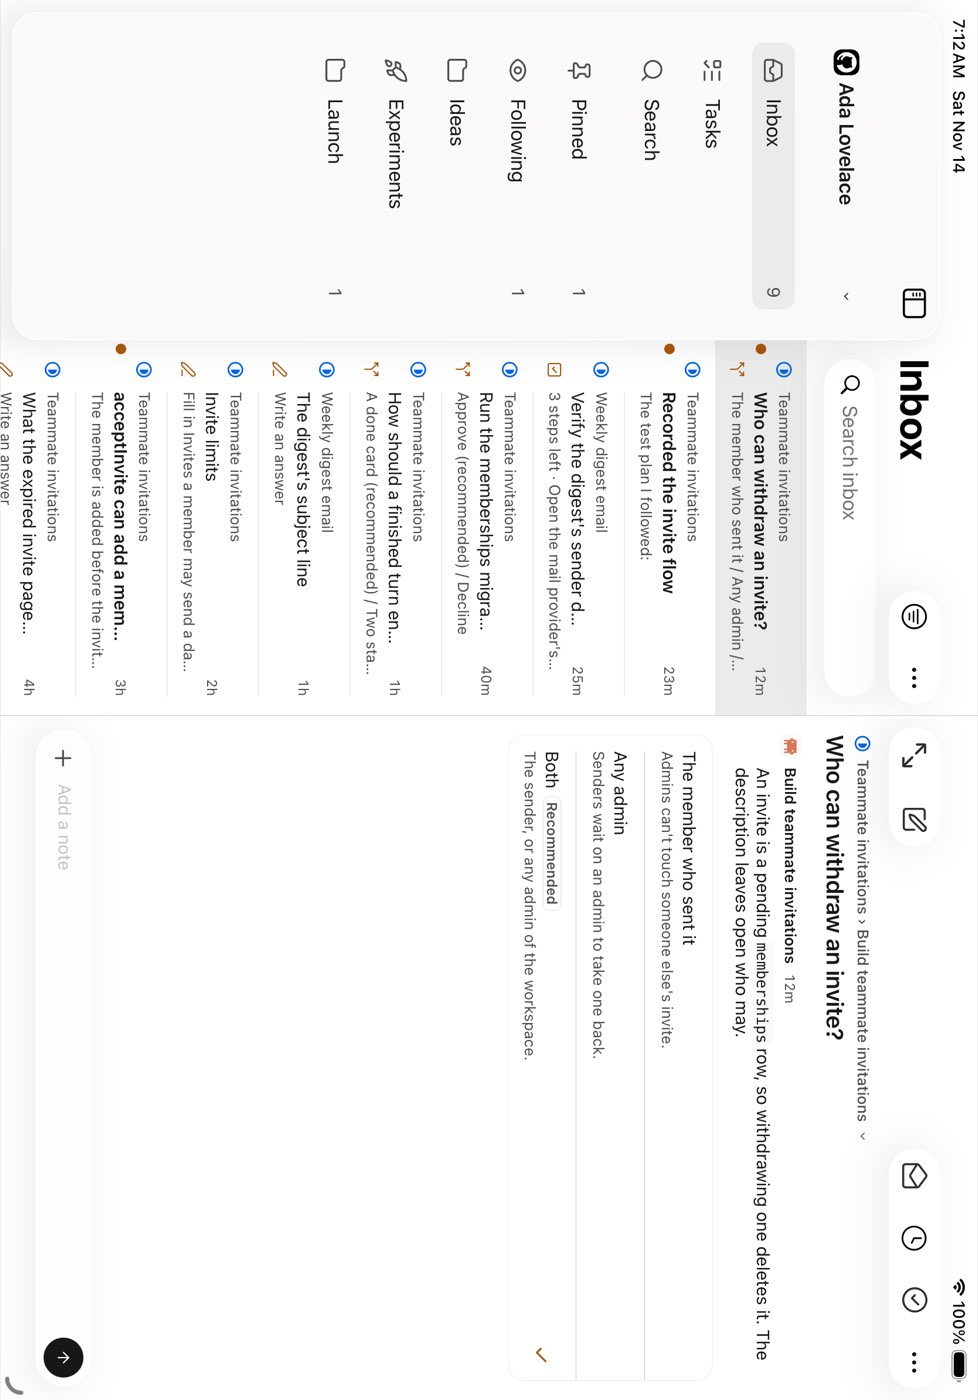 7:12 AM Sat Nov 14
100%
Ada Lovelace
Inbox 9
Tasks
Search
Pinned 1
Following 1
Ideas
Experiments
Launch 1
Inbox
Search inbox
Teammate invitations
Who can withdraw an invite? 12m
The member who sent it / Any admin /...
Teammate invitations
Recorded the invite flow 23m
The test plan I followed:
Weekly digest email
Verify the digest's sender d... 25m
3 steps left · Open the mail provider's...
Teammate invitations
Run the memberships migra... 40m
Approve (recommended) / Decline
Teammate invitations
How should a finished turn en... 1h
A done card (recommended) / Two sta...
Weekly digest email
The digest's subject line 1h
Write an answer
Teammate invitations
Invite limits 2h
Fill in Invites a member may send a da...
Teammate invitations
acceptInvite can add a mem... 3h
The member is added before the invit...
Teammate invitations
What the expired invite page... 4h
Write an answer
Teammate invitations › Build teammate invitations
Who can withdraw an invite?
Build teammate invitations 12m
An invite is a pending memberships row, so withdrawing one deletes it. The
description leaves open who may.
The member who sent it
Admins can't touch someone else's invite.
Any admin
Senders wait on an admin to take one back.
Both Recommended
The sender, or any admin of the workspace.
Add a note